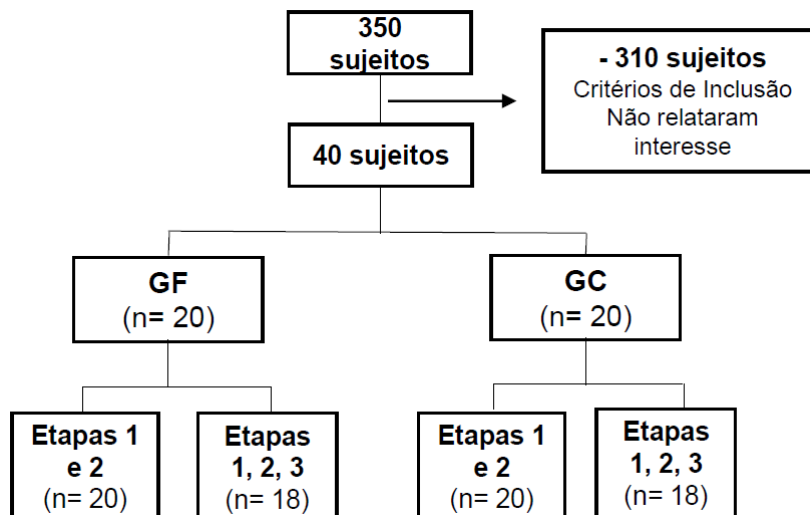 350
sujeitos
- 310 sujeitos
Critérios de Inclusão
Não relataram
interesse
40 sujeitos
GF
(n= 20)
GC
(n= 20)
Etapas 1
e 2
(n= 20)
Etapas
1, 2, 3
(n= 18)
Etapas 1
e 2
(n= 20)
Etapas
1, 2, 3
(n= 18)